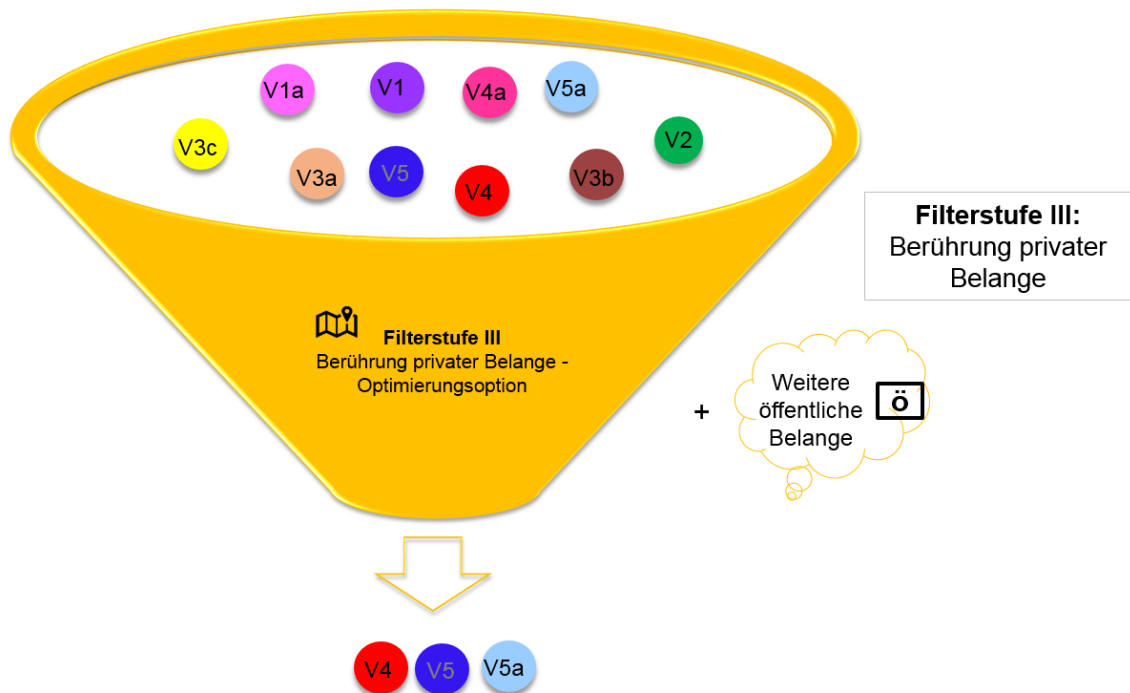 V1a
V1
V4a
V5a
V3c
V2
V3a
V5
V4
V3b
Filterstufe III:
Berührung privater
Belange
Filterstufe III
Berührung privater Belange -
Optimierungsoption
+
Weitere
öffentliche
Belange
ö
V4
V5
V5a